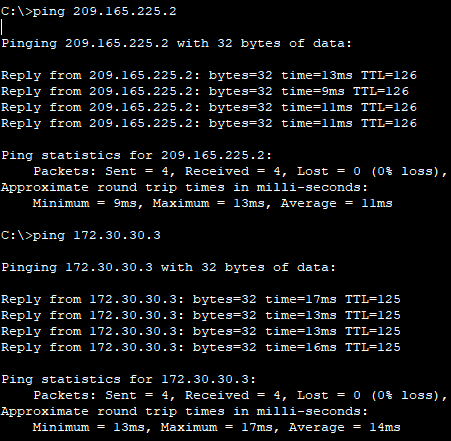 C:\>ping 209.165.225.2
Pinging 209.165.225.2 with 32 bytes of data:
Reply from 209.165.225.2: bytes=32 time=13ms TTL=126
Reply from 209.165.225.2: bytes=32 time=9ms TTL=126
Reply from 209.165.225.2: bytes=32 time=11ms TTL=126
Reply from 209.165.225.2: bytes=32 time=11ms TTL=126
Ping statistics for 209.165.225.2:
    Packets: Sent = 4, Received = 4, Lost = 0 (0% loss),
Approximate round trip times in milli-seconds:
    Minimum = 9ms, Maximum = 13ms, Average = 11ms
C:\>ping 172.30.30.3
Pinging 172.30.30.3 with 32 bytes of data:
Reply from 172.30.30.3: bytes=32 time=17ms TTL=125
Reply from 172.30.30.3: bytes=32 time=13ms TTL=125
Reply from 172.30.30.3: bytes=32 time=13ms TTL=125
Reply from 172.30.30.3: bytes=32 time=16ms TTL=125
Ping statistics for 172.30.30.3:
    Packets: Sent = 4, Received = 4, Lost = 0 (0% loss),
Approximate round trip times in milli-seconds:
    Minimum = 13ms, Maximum = 17ms, Average = 14ms